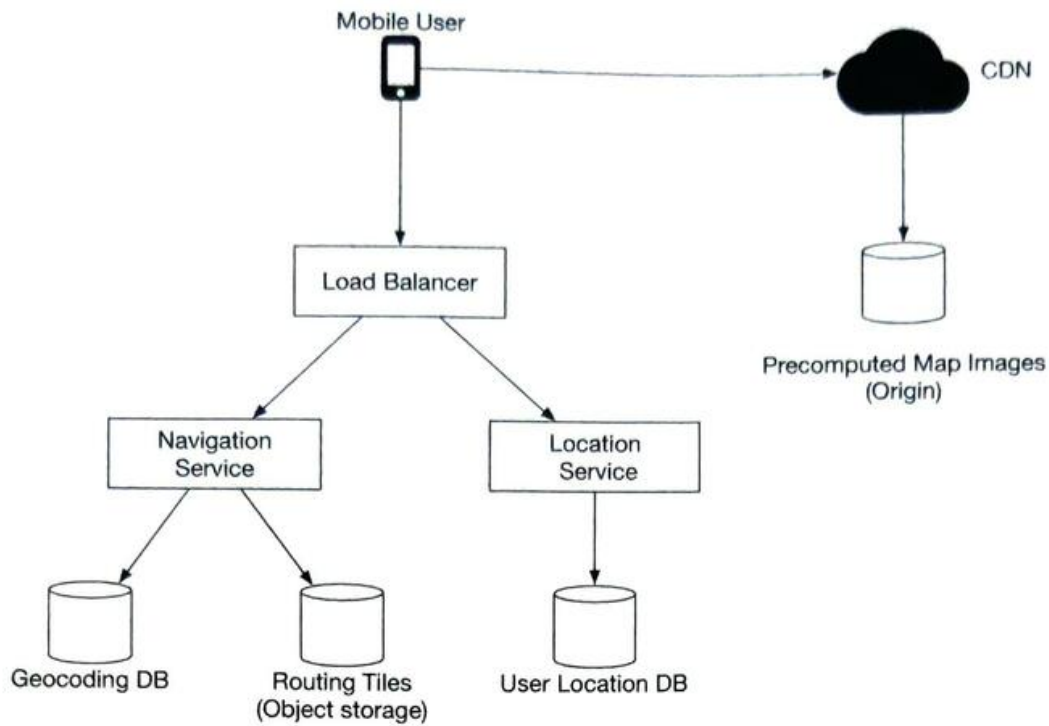 Mobile User
CDN
Load Balancer
Precomputed Map Images
(Origin)
Navigation
Service
Location
Service
Geocoding DB
Routing Tiles
(Object storage)
User Location DB